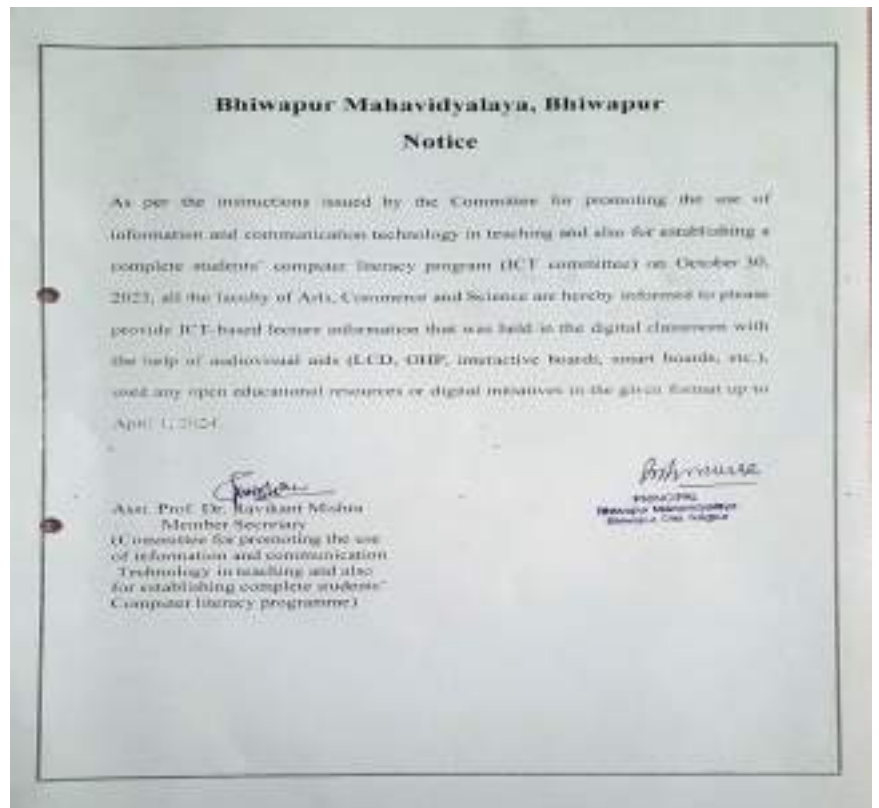 Bhiwapur Mahavidyalaya, Bhiwapur
Notice
As per the instructions issued by the Committee for promoting the use of
information and communication technology in teaching and also for establishing a
complete students' computer literacy program (ICT committee) on October 30,
2023, all the faculty of Arts, Commerce and Science are hereby informed to please
provide ICT-based lecture information that was held in the digital classroom with
the help of audiovisual aids (LCD, OHP, interactive boards, smart boards, etc.),
used any open educational resources or digital initiatives in the given format up to
April 1, 2024.
Asst. Prof. Dr. Ravikant Mishra
Member Secretary
(Committee for promoting the use
of information and communication
Technology in teaching and also
for establishing complete students'
Computer literacy programme)
PRINCIPAL
Bhiwapur Mahavidyalaya
Bhiwapur, Dist. Nagpur